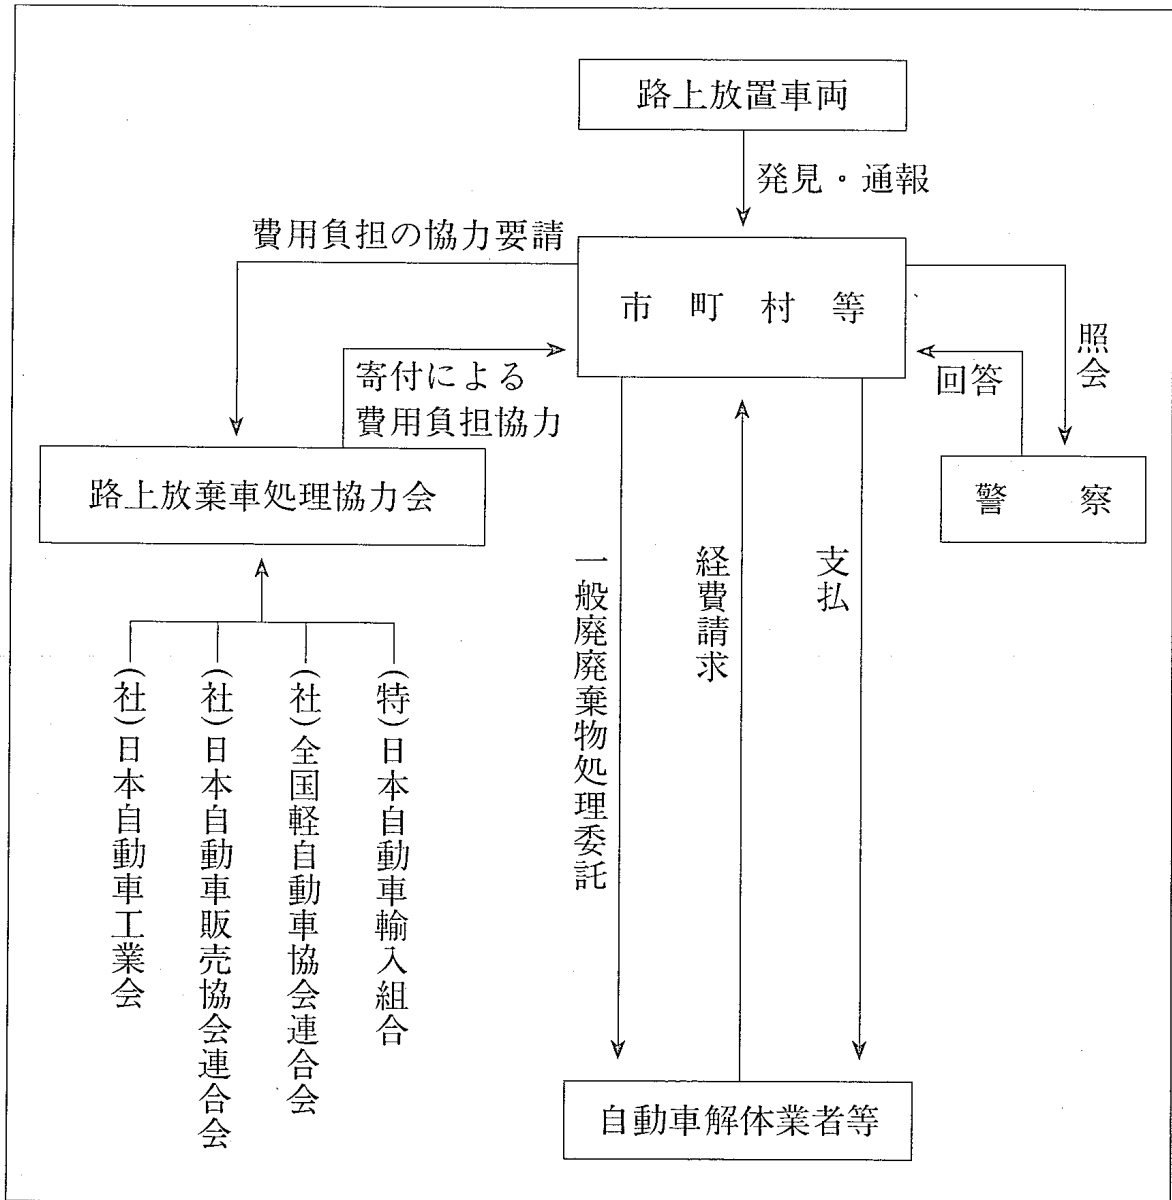 路上放置車両
発見・通報
費用負担の協力要請
市町村等
照会
回答
寄付による
費用負担協力
警察
路上放棄車処理協力会
一般廃廃棄物処理委託
経費請求
支払
(社)日本自動車工業会
(社)日本自動車販売協会連合会
(社)全国軽自動車協会連合会
(特)日本自動車輸入組合
自動車解体業者等